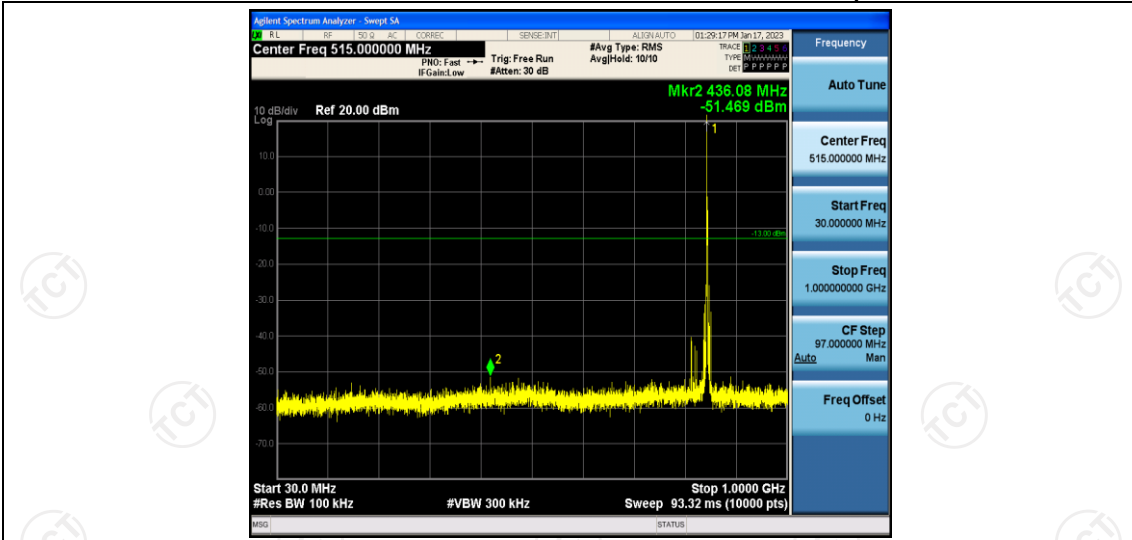 Agilent Spectrum Analyzer - Swept SA
RL RF 50 Ω AC CORREC SENSE:INT ALIGNAUTO 01:29:17 PM Jan 17, 2023
Center Freq 515.000000 MHz
PNO: Fast
IFGain:Low
Trig: Free Run
#Atten: 30 dB
#Avg Type: RMS
Avg|Hold: 10/10
TRACE 1 2 3 4 5 6
TYPE M
DET P P P P P P
Mkr2 436.08 MHz
-51.469 dBm
10 dB/div Ref 20.00 dBm
Log
1
10.0
0.00
-10.0
-13.00 dBm
-20.0
-30.0
-40.0
2
-50.0
-60.0
-70.0
Start 30.0 MHz Stop 1.0000 GHz
#Res BW 100 kHz #VBW 300 kHz Sweep 93.32 ms (10000 pts)
MSG STATUS
Frequency
Auto Tune
Center Freq
515.000000 MHz
Start Freq
30.000000 MHz
Stop Freq
1.000000000 GHz
CF Step
97.000000 MHz
Auto Man
Freq Offset
0 Hz
TCT
TCT
TCT
TCT